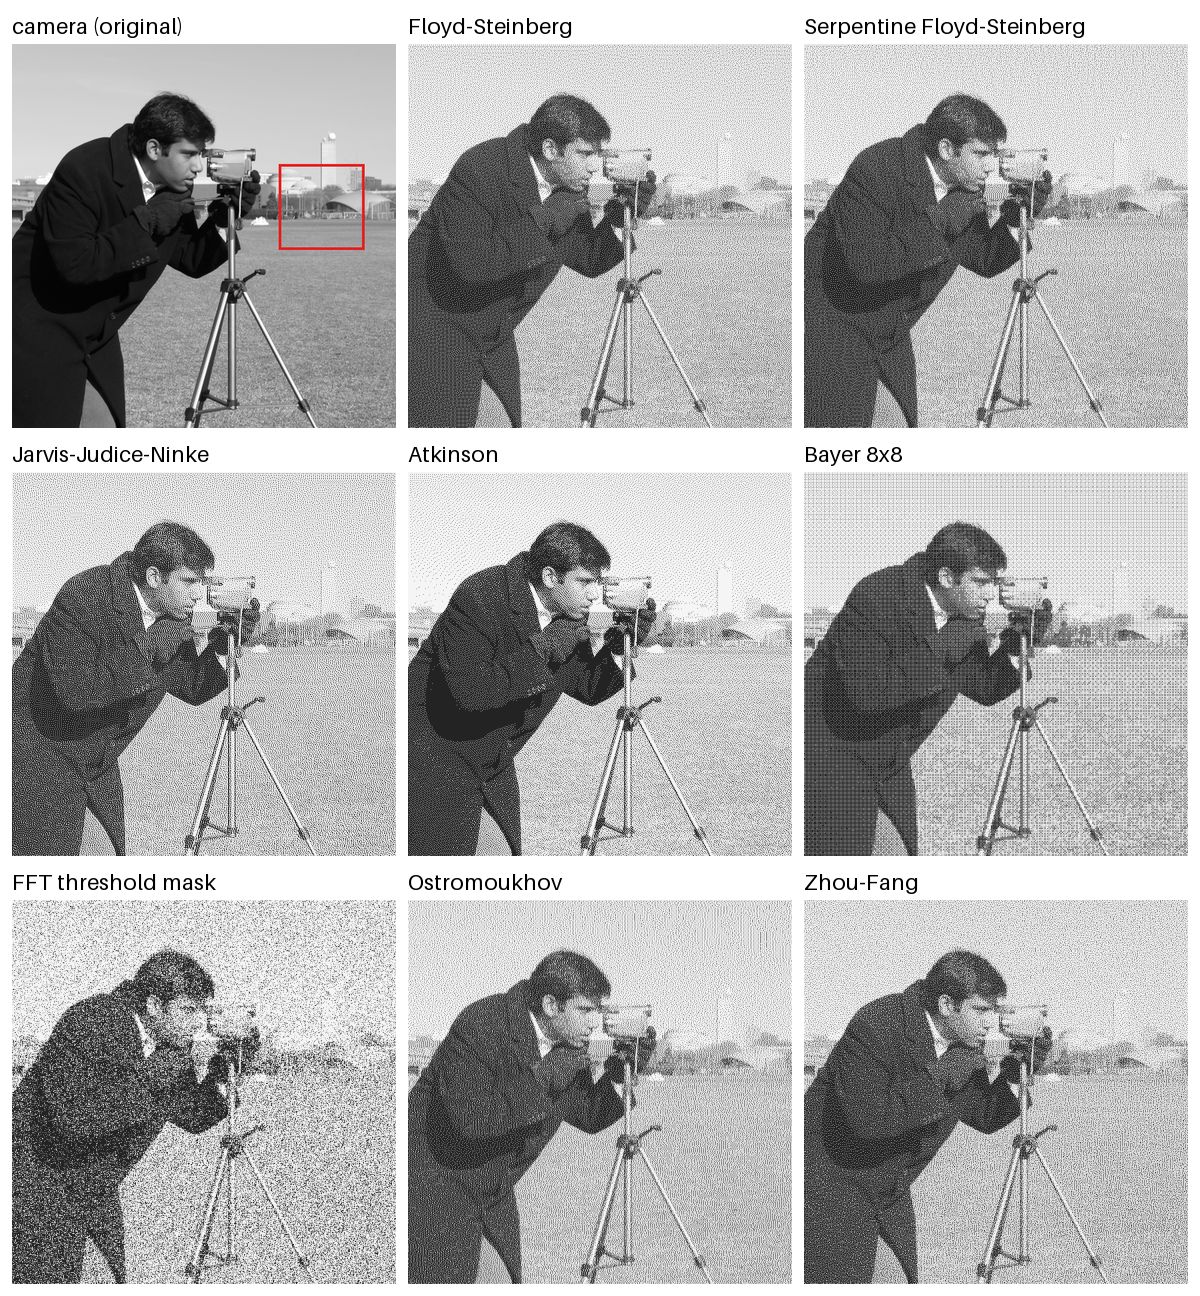 camera (original)
Floyd-Steinberg
Serpentine Floyd-Steinberg
Jarvis-Judice-Ninke
Atkinson
Bayer 8x8
FFT threshold mask
Ostromoukhov
Zhou-Fang